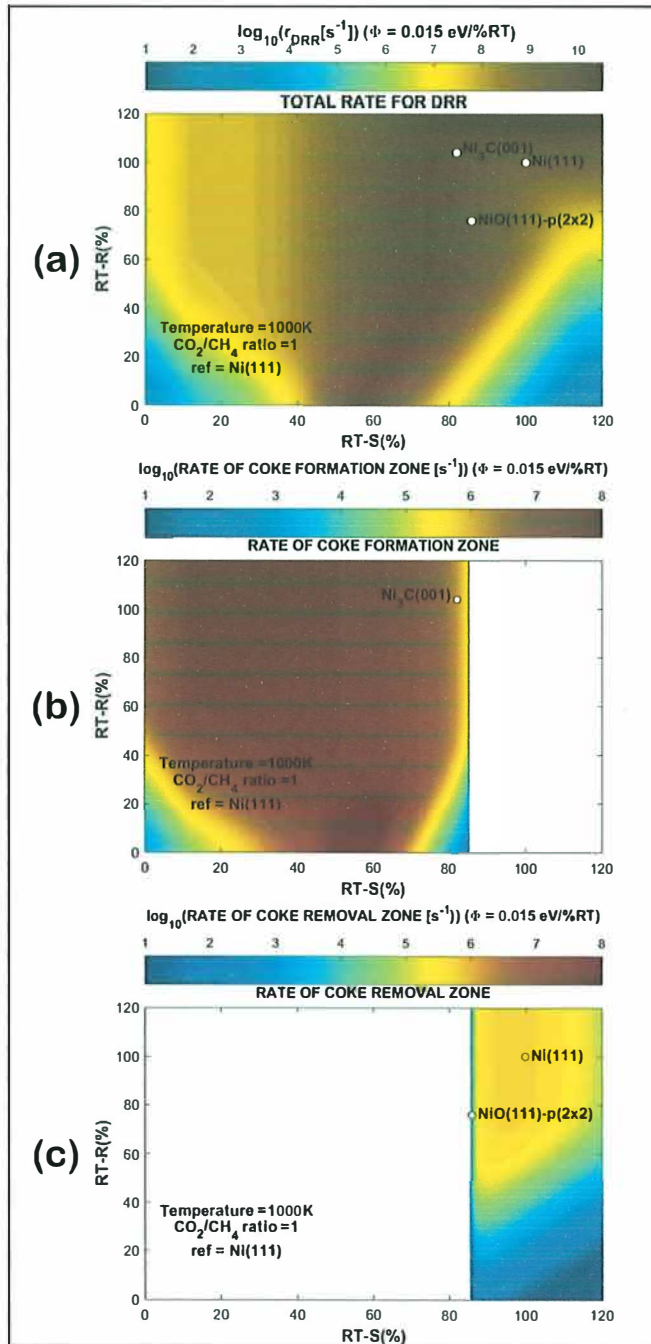 log10(rDRR[s-1]) (Φ = 0.015 eV/%RT)
1 2 3 4 5 6 7 8 9 10
TOTAL RATE FOR DRR
(a)
RT-R(%)
120
100
80
60
40
20
0
Ni3C(001)
Ni(111)
NiO(111)-p(2x2)
Temperature =1000K
CO2/CH4 ratio =1
ref = Ni(111)
0 20 40 60 80 100 120
RT-S(%)
log10(RATE OF COKE FORMATION ZONE [s-1]) (Φ = 0.015 eV/%RT)
1 2 3 4 5 6 7 8
RATE OF COKE FORMATION ZONE
(b)
RT-R(%)
120
100
80
60
40
20
0
Ni3C(001)
Temperature =1000K
CO2/CH4 ratio =1
ref = Ni(111)
0 20 40 60 80 100 120
RT-S(%)
log10(RATE OF COKE REMOVAL ZONE [s-1]) (Φ = 0.015 eV/%RT)
1 2 3 4 5 6 7 8
RATE OF COKE REMOVAL ZONE
(c)
RT-R(%)
120
100
80
60
40
20
0
Ni(111)
NiO(111)-p(2x2)
Temperature =1000K
CO2/CH4 ratio =1
ref = Ni(111)
0 20 40 60 80 100 120
RT-S(%)